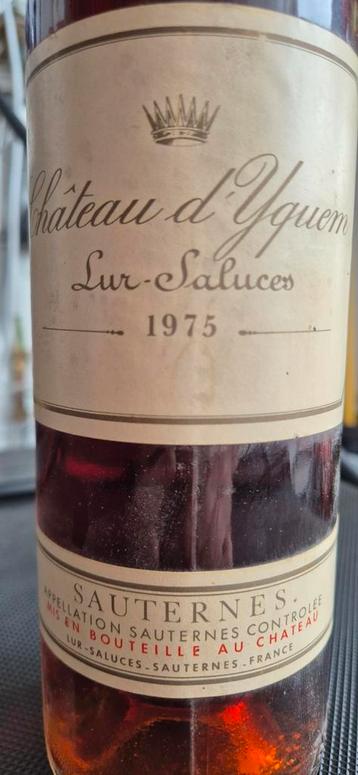 Château d'Yquem
Lur-Saluces
1975
SAUTERNES.
APPELLATION SAUTERNES CONTROLÉE
MIS EN BOUTEILLE AU CHATEAU
LUR-SALUCES-SAUTERNES-FRANCE